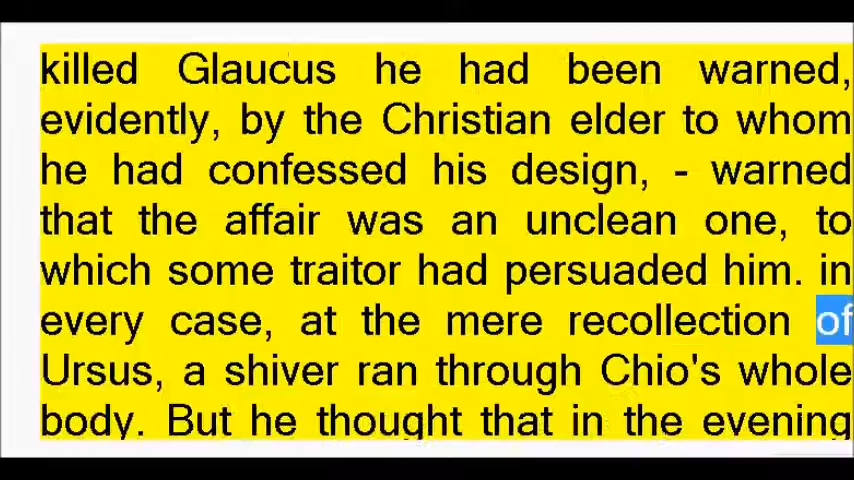 killed Glaucus he had been warned,
evidently, by the Christian elder to whom
he had confessed his design, - warned
that the affair was an unclean one, to
which some traitor had persuaded him. in
every case, at the mere recollection of
Ursus, a shiver ran through Chio's whole
body. But he thought that in the evening